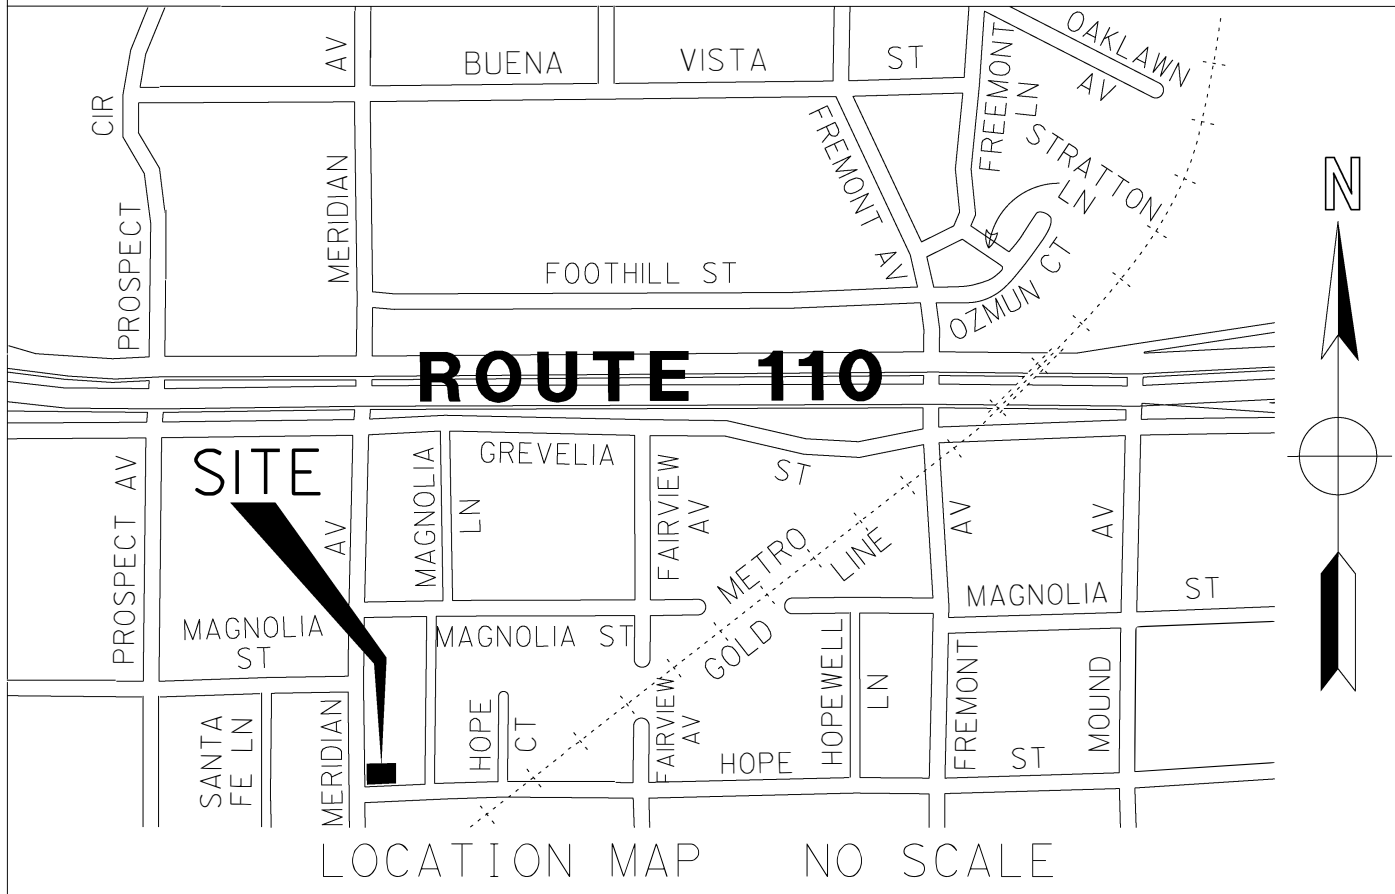 OAKLAWN
AV
BUENA VISTA ST
AV
CIR
FREEMONT
LN
STRATTON
LN
FREMONT AV
MERIDIAN
PROSPECT
N
FOOTHILL ST
OZMUN CT
ROUTE 110
SITE
GREVELIA
ST
MAGNOLIA
LN
FAIRVIEW
AV
PROSPECT AV
AV
AV
AV
METRO
LINE
GOLD
MAGNOLIA ST
MAGNOLIA
ST
MAGNOLIA ST
HOPEWELL
LN
FREMONT
MOUND
HOPE
CT
FAIRVIEW
AV
SANTA
FE LN
MERIDIAN
HOPE ST
LOCATION MAP NO SCALE